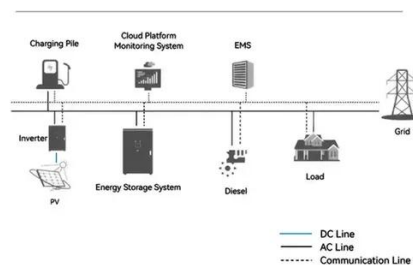 Charging Pile
Cloud Platform
Monitoring System
EMS
Grid
Inverter
PV
Energy Storage System
Diesel
Load
DC Line
AC Line
Communication Line